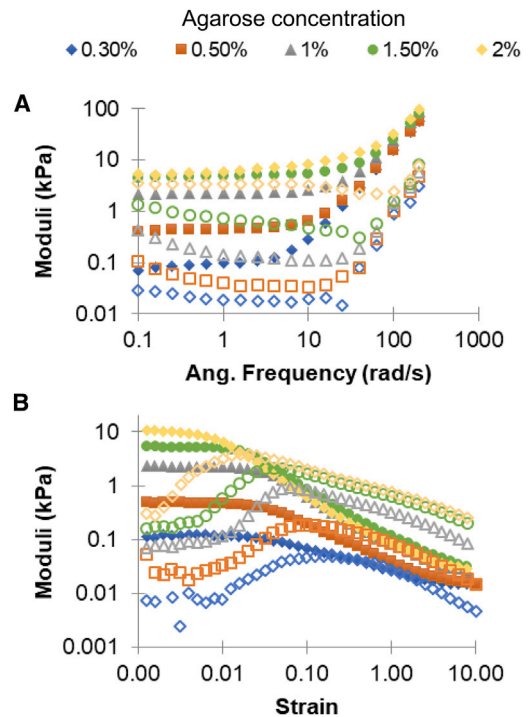 Agarose concentration
0.30% 0.50% 1% 1.50% 2%
A
Moduli (kPa)
100
10
1
0.1
0.01
0.1 1 10 100 1000
Ang. Frequency (rad/s)
B
Moduli (kPa)
10
1
0.1
0.01
0.001
0.00 0.01 0.10 1.00 10.00
Strain